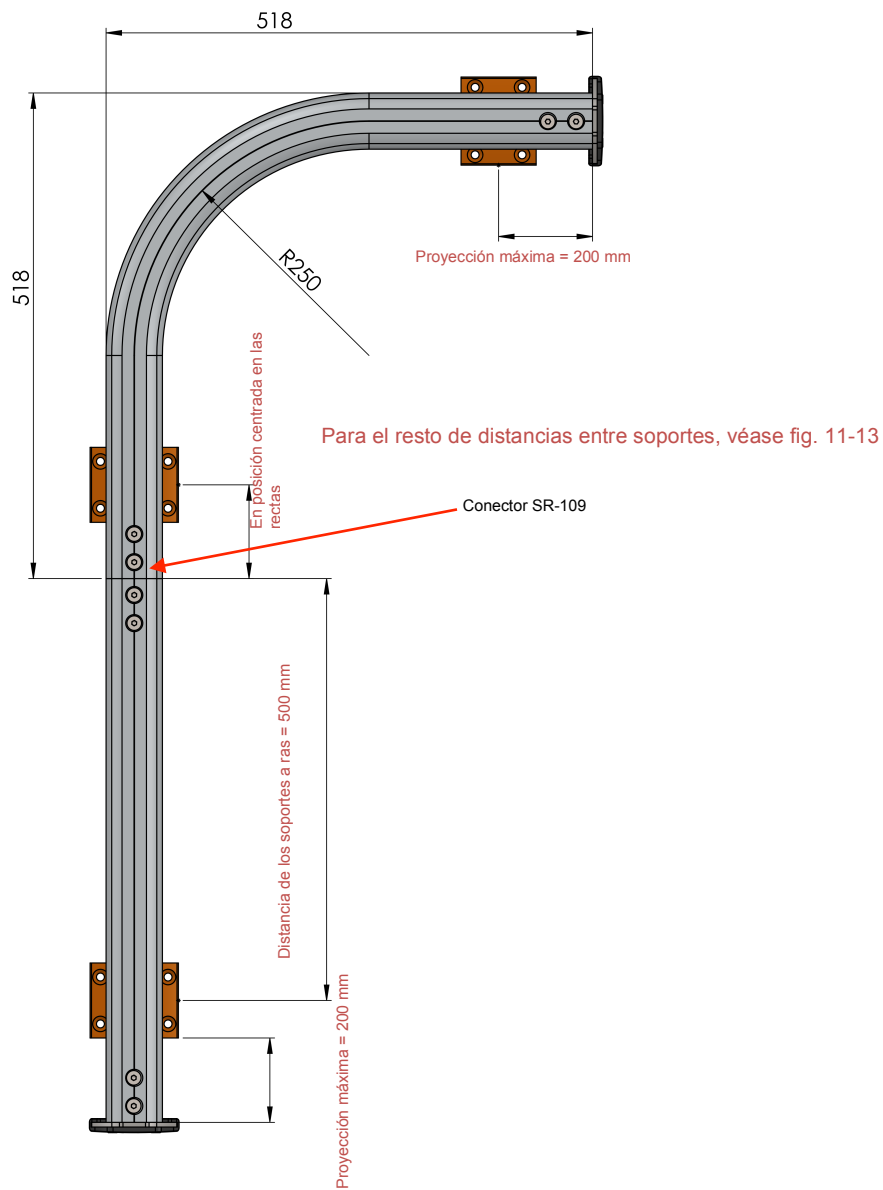 518
518
R250
Proyección máxima = 200 mm
En posición centrada en las
rectas
Para el resto de distancias entre soportes, véase fig. 11-13
Conector SR-109
Distancia de los soportes a ras = 500 mm
Proyección máxima = 200 mm